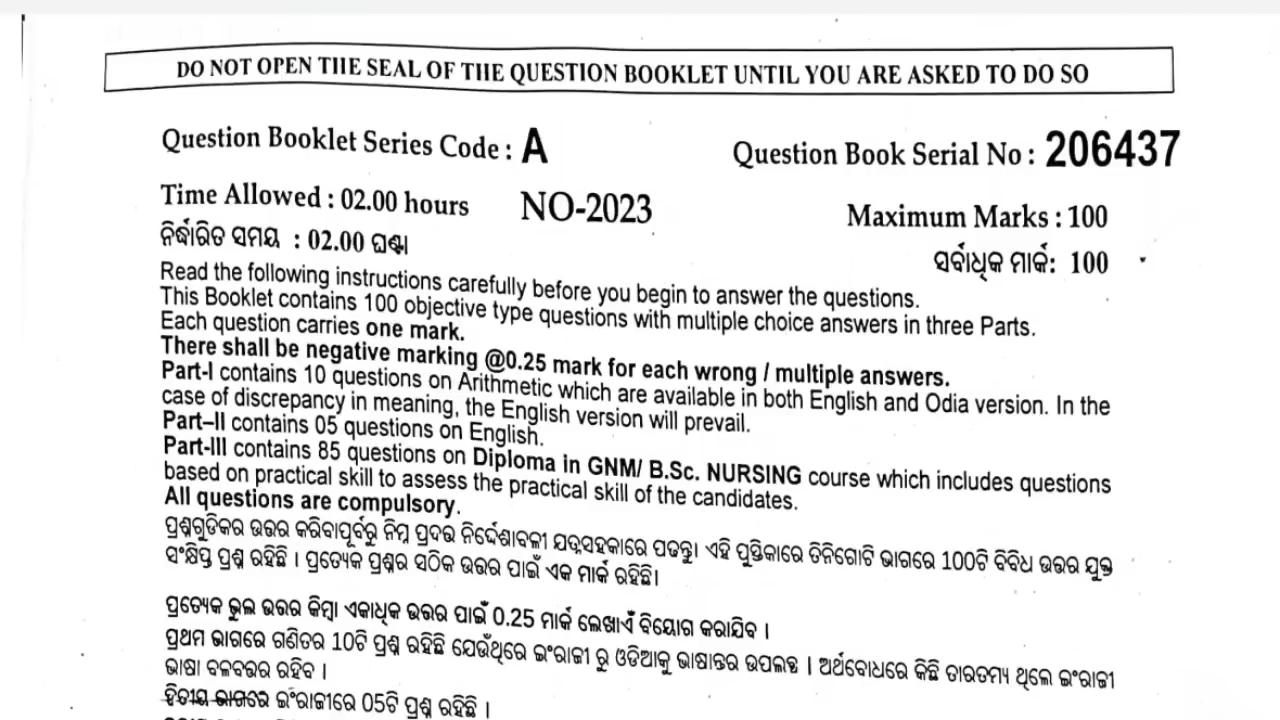 DO NOT OPEN THE SEAL OF THE QUESTION BOOKLET UNTIL YOU ARE ASKED TO DO SO
Question Booklet Series Code : A
Question Book Serial No : 206437
Time Allowed : 02.00 hours
NO-2023
Maximum Marks : 100
ନିର୍ଦ୍ଧାରିତ ସମୟ : 02.00 ଘଣ୍ଟା
ସର୍ବାଧିକ ମାର୍କ: 100
Read the following instructions carefully before you begin to answer the questions.
This Booklet contains 100 objective type questions with multiple choice answers in three Parts.
Each question carries one mark.
There shall be negative marking @0.25 mark for each wrong / multiple answers.
Part-I contains 10 questions on Arithmetic which are available in both English and Odia version. In the
case of discrepancy in meaning, the English version will prevail.
Part–II contains 05 questions on English.
Part-III contains 85 questions on Diploma in GNM/ B.Sc. NURSING course which includes questions
based on practical skill to assess the practical skill of the candidates.
All questions are compulsory.
ପ୍ରଶ୍ନଗୁଡିକର ଉତ୍ତର କରିବାପୂର୍ବରୁ ନିମ୍ନ ପ୍ରଦତ୍ତ ନିର୍ଦ୍ଦେଶାବଳୀ ଯତ୍ନସହକାରେ ପଢନ୍ତୁ। ଏହି ପୁସ୍ତିକାରେ ତିନିଗୋଟି ଭାଗରେ 100ଟି ବିବିଧ ଉତ୍ତର ଯୁକ୍ତ
ସଂକ୍ଷିପ୍ତ ପ୍ରଶ୍ନ ରହିଛି । ପ୍ରତ୍ୟେକ ପ୍ରଶ୍ନର ସଠିକ ଉତ୍ତର ପାଇଁ ଏକ ମାର୍କ ରହିଛି।
ପ୍ରତ୍ୟେକ ଭୁଲ ଉତ୍ତର କିମ୍ବା ଏକାଧିକ ଉତ୍ତର ପାଇଁ 0.25 ମାର୍କ ଲେଖାଏଁ ବିୟୋଗ କରାଯିବ ।
ପ୍ରଥମ ଭାଗରେ ଗଣିତର 10ଟି ପ୍ରଶ୍ନ ରହିଛି ଯେଉଁଥିରେ ଇଂରାଜୀ ରୁ ଓଡିଆକୁ ଭାଷାନ୍ତର ଉପଲବ୍ଧ । ଅର୍ଥବୋଧରେ କିଛି ତାରତମ୍ୟ ଥିଲେ ଇଂରାଜୀ
ଭାଷା ବଳବତ୍ତର ରହିବ ।
ଦ୍ୱିତୀୟ ଭାଗରେ ଇଂରାଜୀରେ 05ଟି ପ୍ରଶ୍ନ ରହିଛି ।